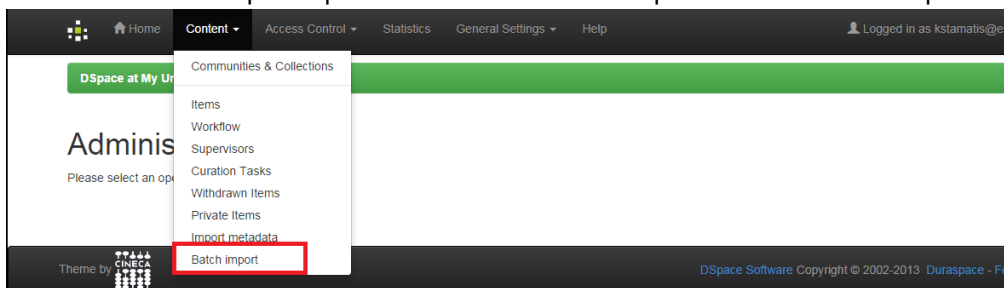 Home Content Access Control Statistics General Settings Help Logged in as kstamatis@e
Communities & Collections
DSpace at My Un
Items
Workflow
Adminis
Supervisors
Please select an ope
Curation Tasks
Withdrawn Items
Private Items
Import metadata
Batch import
Theme by CINECA
DSpace Software Copyright © 2002-2013 Duraspace - Fe